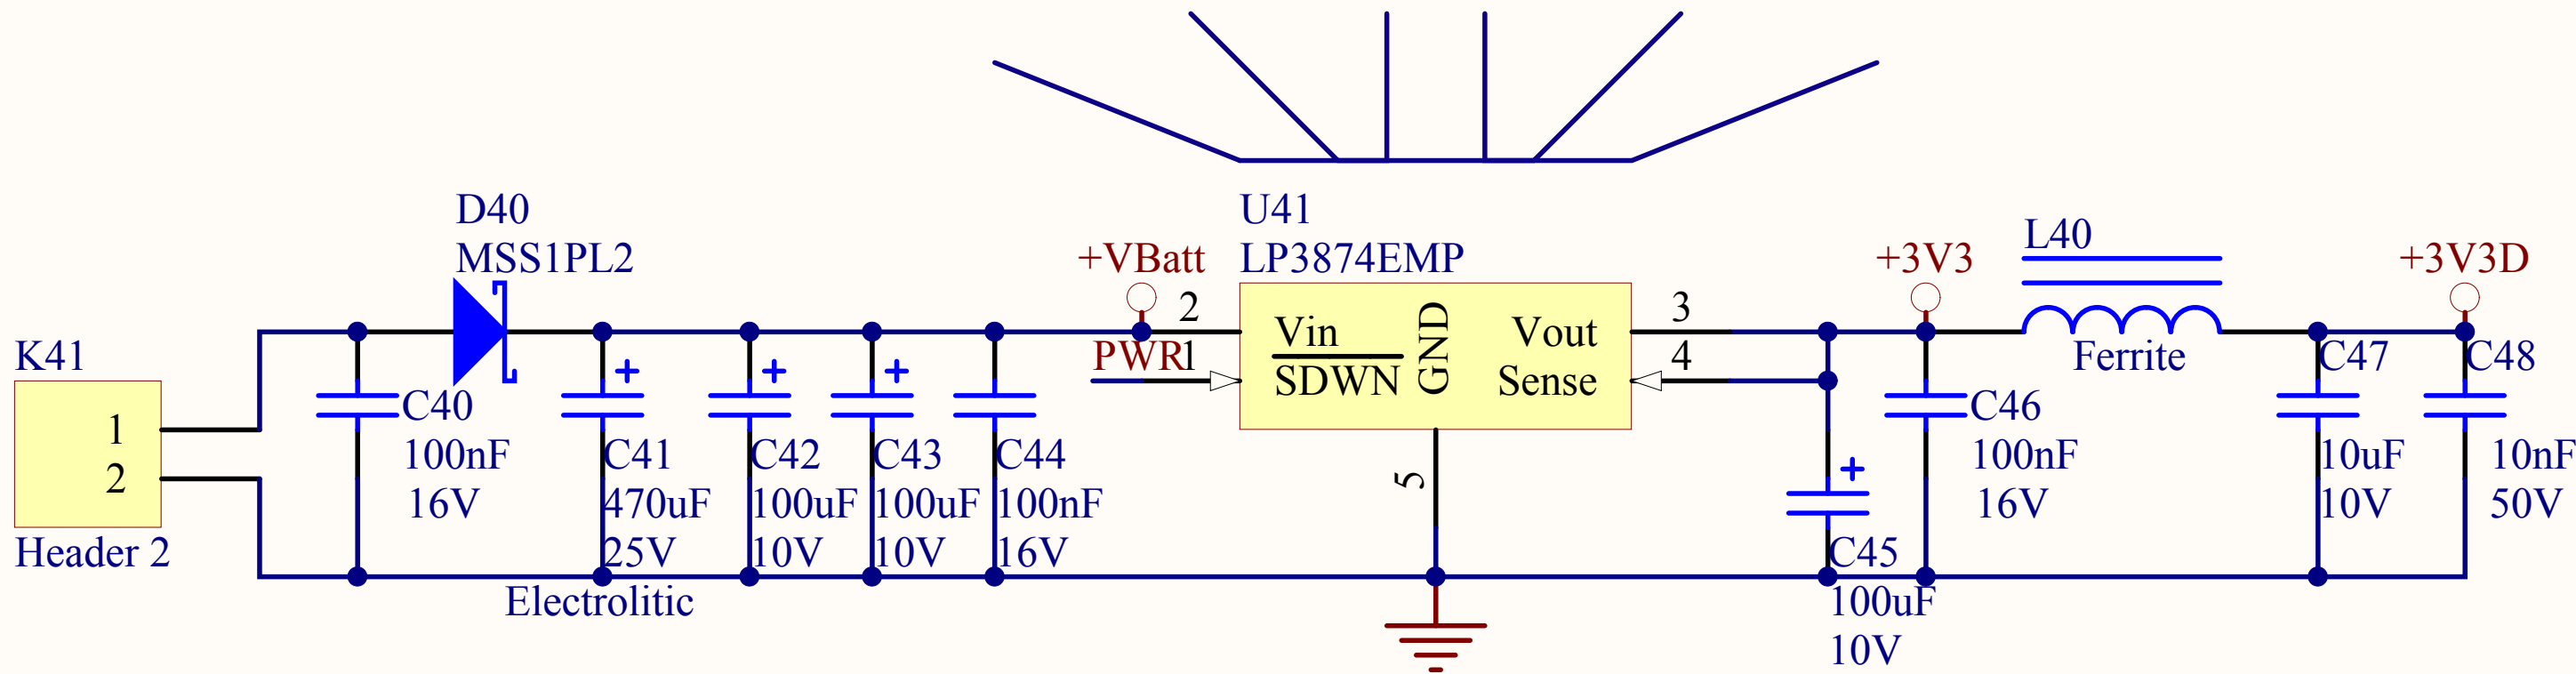 D40
MSS1PL2
K41
1
2
Header 2
C40
100nF
16V
C41
470uF
25V
Electrolitic
C42
100uF
10V
C43
100uF
10V
C44
100nF
16V
+VBatt
PWR
U41
LP3874EMP
2
1
Vin
SDWN
GND
Vout
Sense
3
4
5
C45
100uF
10V
+3V3
C46
100nF
16V
L40
Ferrite
C47
10uF
10V
+3V3D
C48
10nF
50V